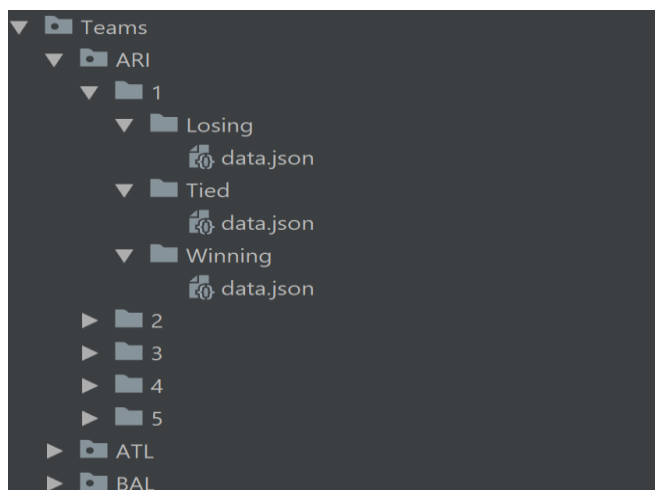 Teams
ARI
1
Losing
data.json
Tied
data.json
Winning
data.json
2
3
4
5
ATL
BAL